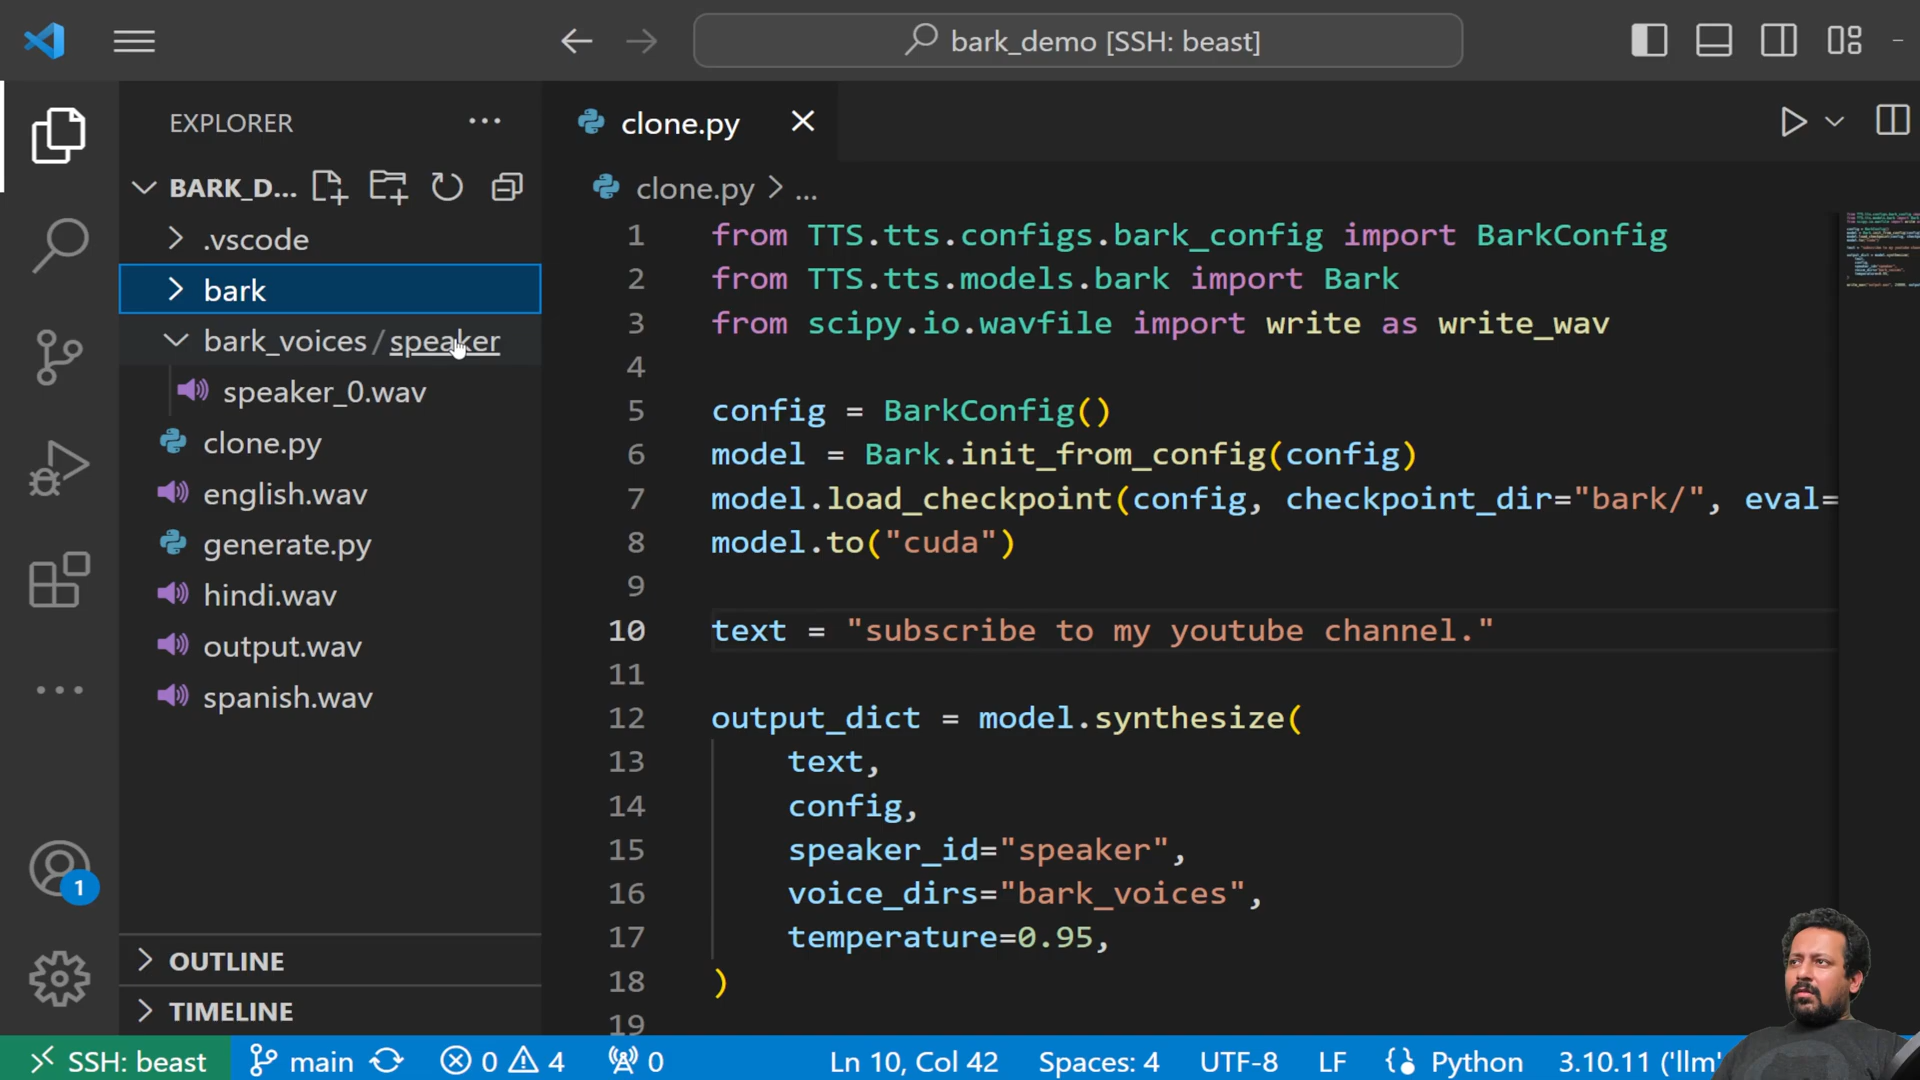 bark_demo [SSH: beast]
EXPLORER
BARK_D...
.vscode
bark
bark_voices / speaker
speaker_0.wav
clone.py
english.wav
generate.py
hindi.wav
output.wav
spanish.wav
OUTLINE
TIMELINE
1
clone.py
clone.py > ...
1 from TTS.tts.configs.bark_config import BarkConfig
2 from TTS.tts.models.bark import Bark
3 from scipy.io.wavfile import write as write_wav
4
5 config = BarkConfig()
6 model = Bark.init_from_config(config)
7 model.load_checkpoint(config, checkpoint_dir="bark/", eval=
8 model.to("cuda")
9
10 text = "subscribe to my youtube channel."
11
12 output_dict = model.synthesize(
13 text,
14 config,
15 speaker_id="speaker",
16 voice_dirs="bark_voices",
17 temperature=0.95,
18 )
19
SSH: beast main 0 4 0 Ln 10, Col 42 Spaces: 4 UTF-8 LF Python 3.10.11 ('llm'